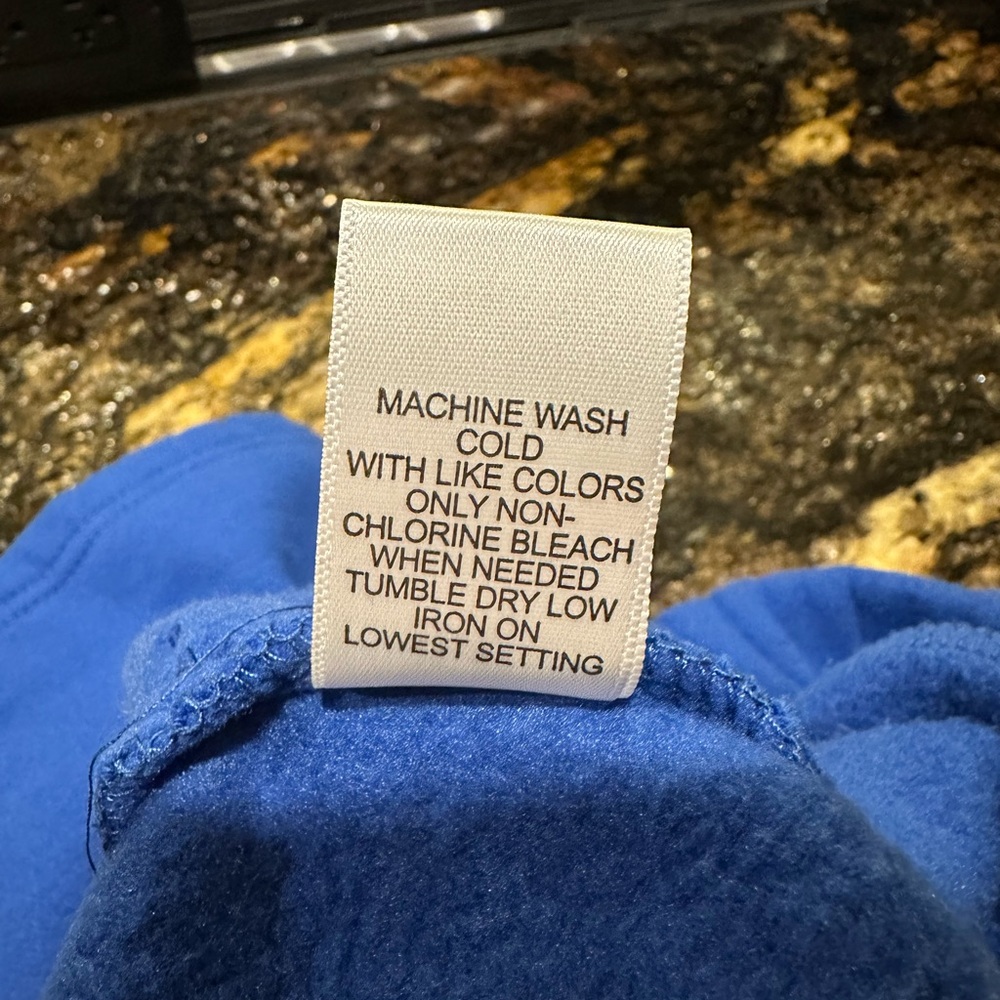 MACHINE WASH
COLD
WITH LIKE COLORS
ONLY NON-
CHLORINE BLEACH
WHEN NEEDED
TUMBLE DRY LOW
IRON ON
LOWEST SETTING